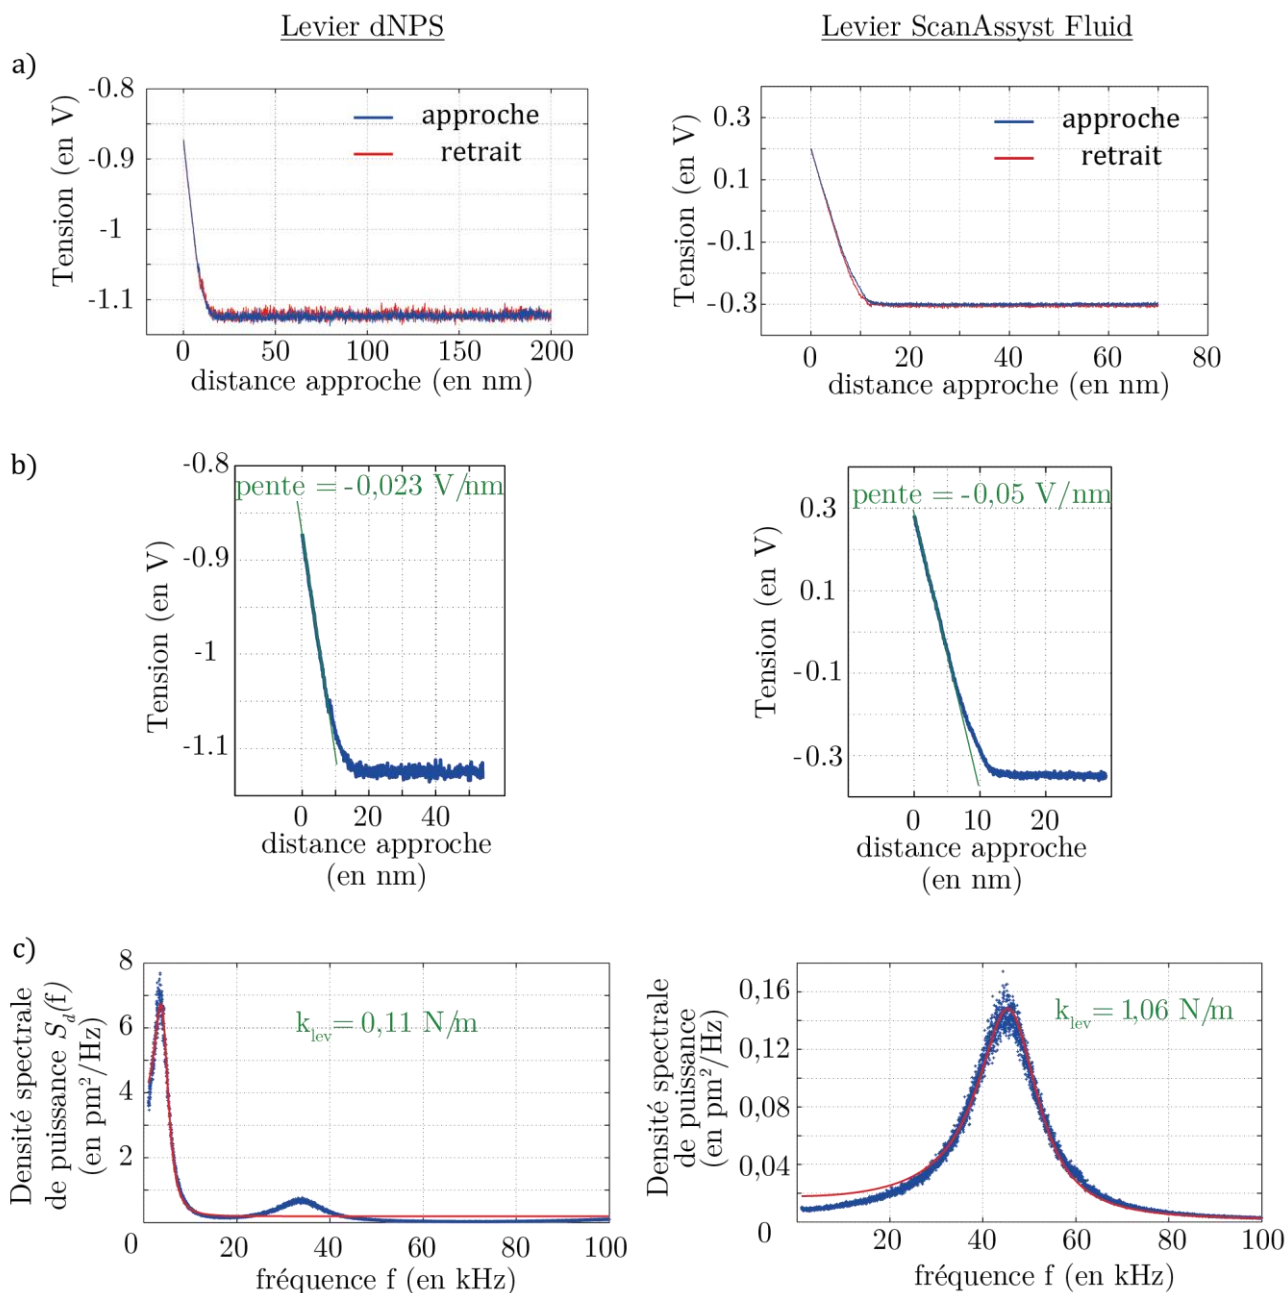 Levier dNPS
Levier ScanAssyst Fluid
a)
-0.8
-0.9
-1
-1.1
Tension (en V)
approche
retrait
0 50 100 150 200
distance approche (en nm)
0.3
0.1
-0.1
-0.3
Tension (en V)
approche
retrait
0 20 40 60 80
distance approche (en nm)
b)
-0.8
-0.9
-1
-1.1
Tension (en V)
pente = -0,023 V/nm
0 20 40
distance approche
(en nm)
0.3
0.1
-0.1
-0.3
Tension (en V)
pente = -0,05 V/nm
0 10 20
distance approche
(en nm)
c)
8
6
4
2
0
Densité spectrale
de puissance S_d(f)
(en pm²/Hz)
k_lev = 0,11 N/m
20 40 60 80 100
fréquence f (en kHz)
0,16
0,12
0,08
0,04
0
Densité spectrale
de puissance
(en pm²/Hz)
k_lev = 1,06 N/m
20 40 60 80 100
fréquence f (en kHz)